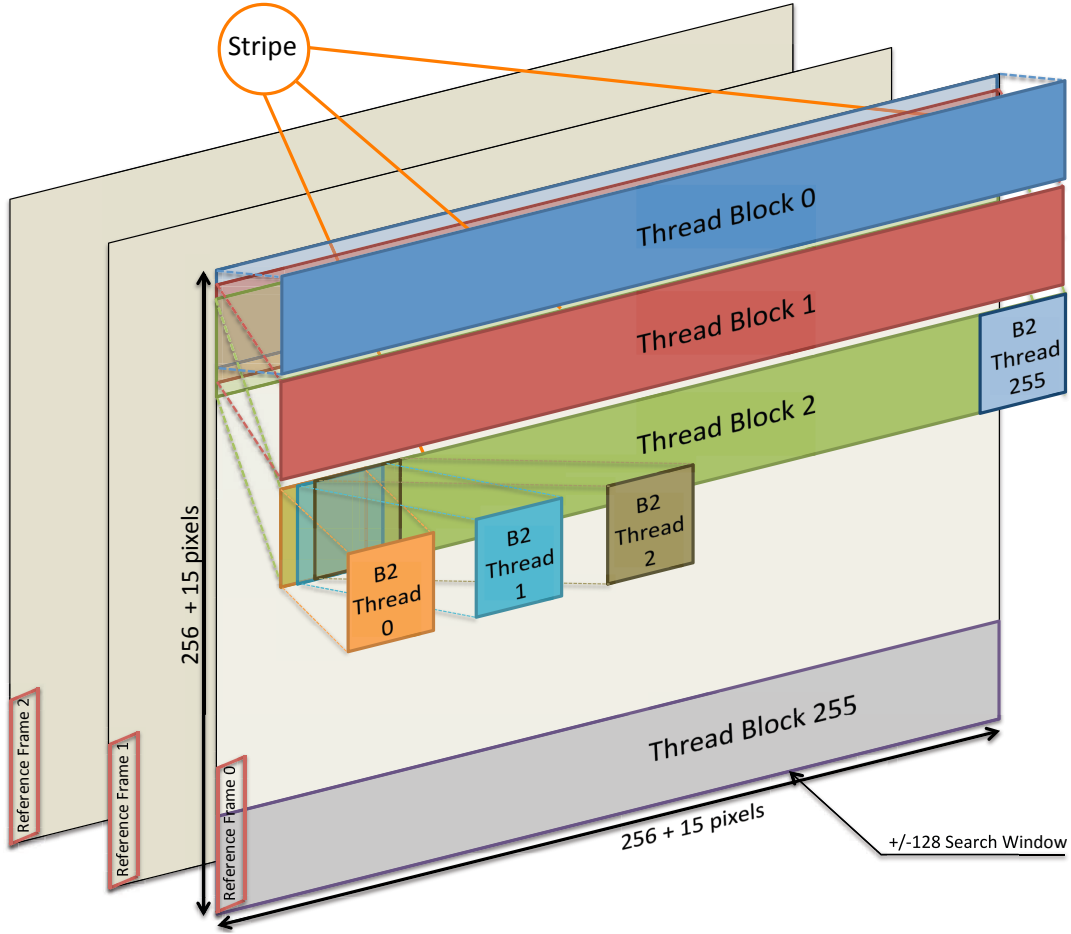 Stripe
Thread Block 0
Thread Block 1
Thread Block 2
B2
Thread
255
B2
Thread
0
B2
Thread
1
B2
Thread
2
256 + 15 pixels
Thread Block 255
Reference Frame 2
Reference Frame 1
Reference Frame 0
256 + 15 pixels
+/-128 Search Window